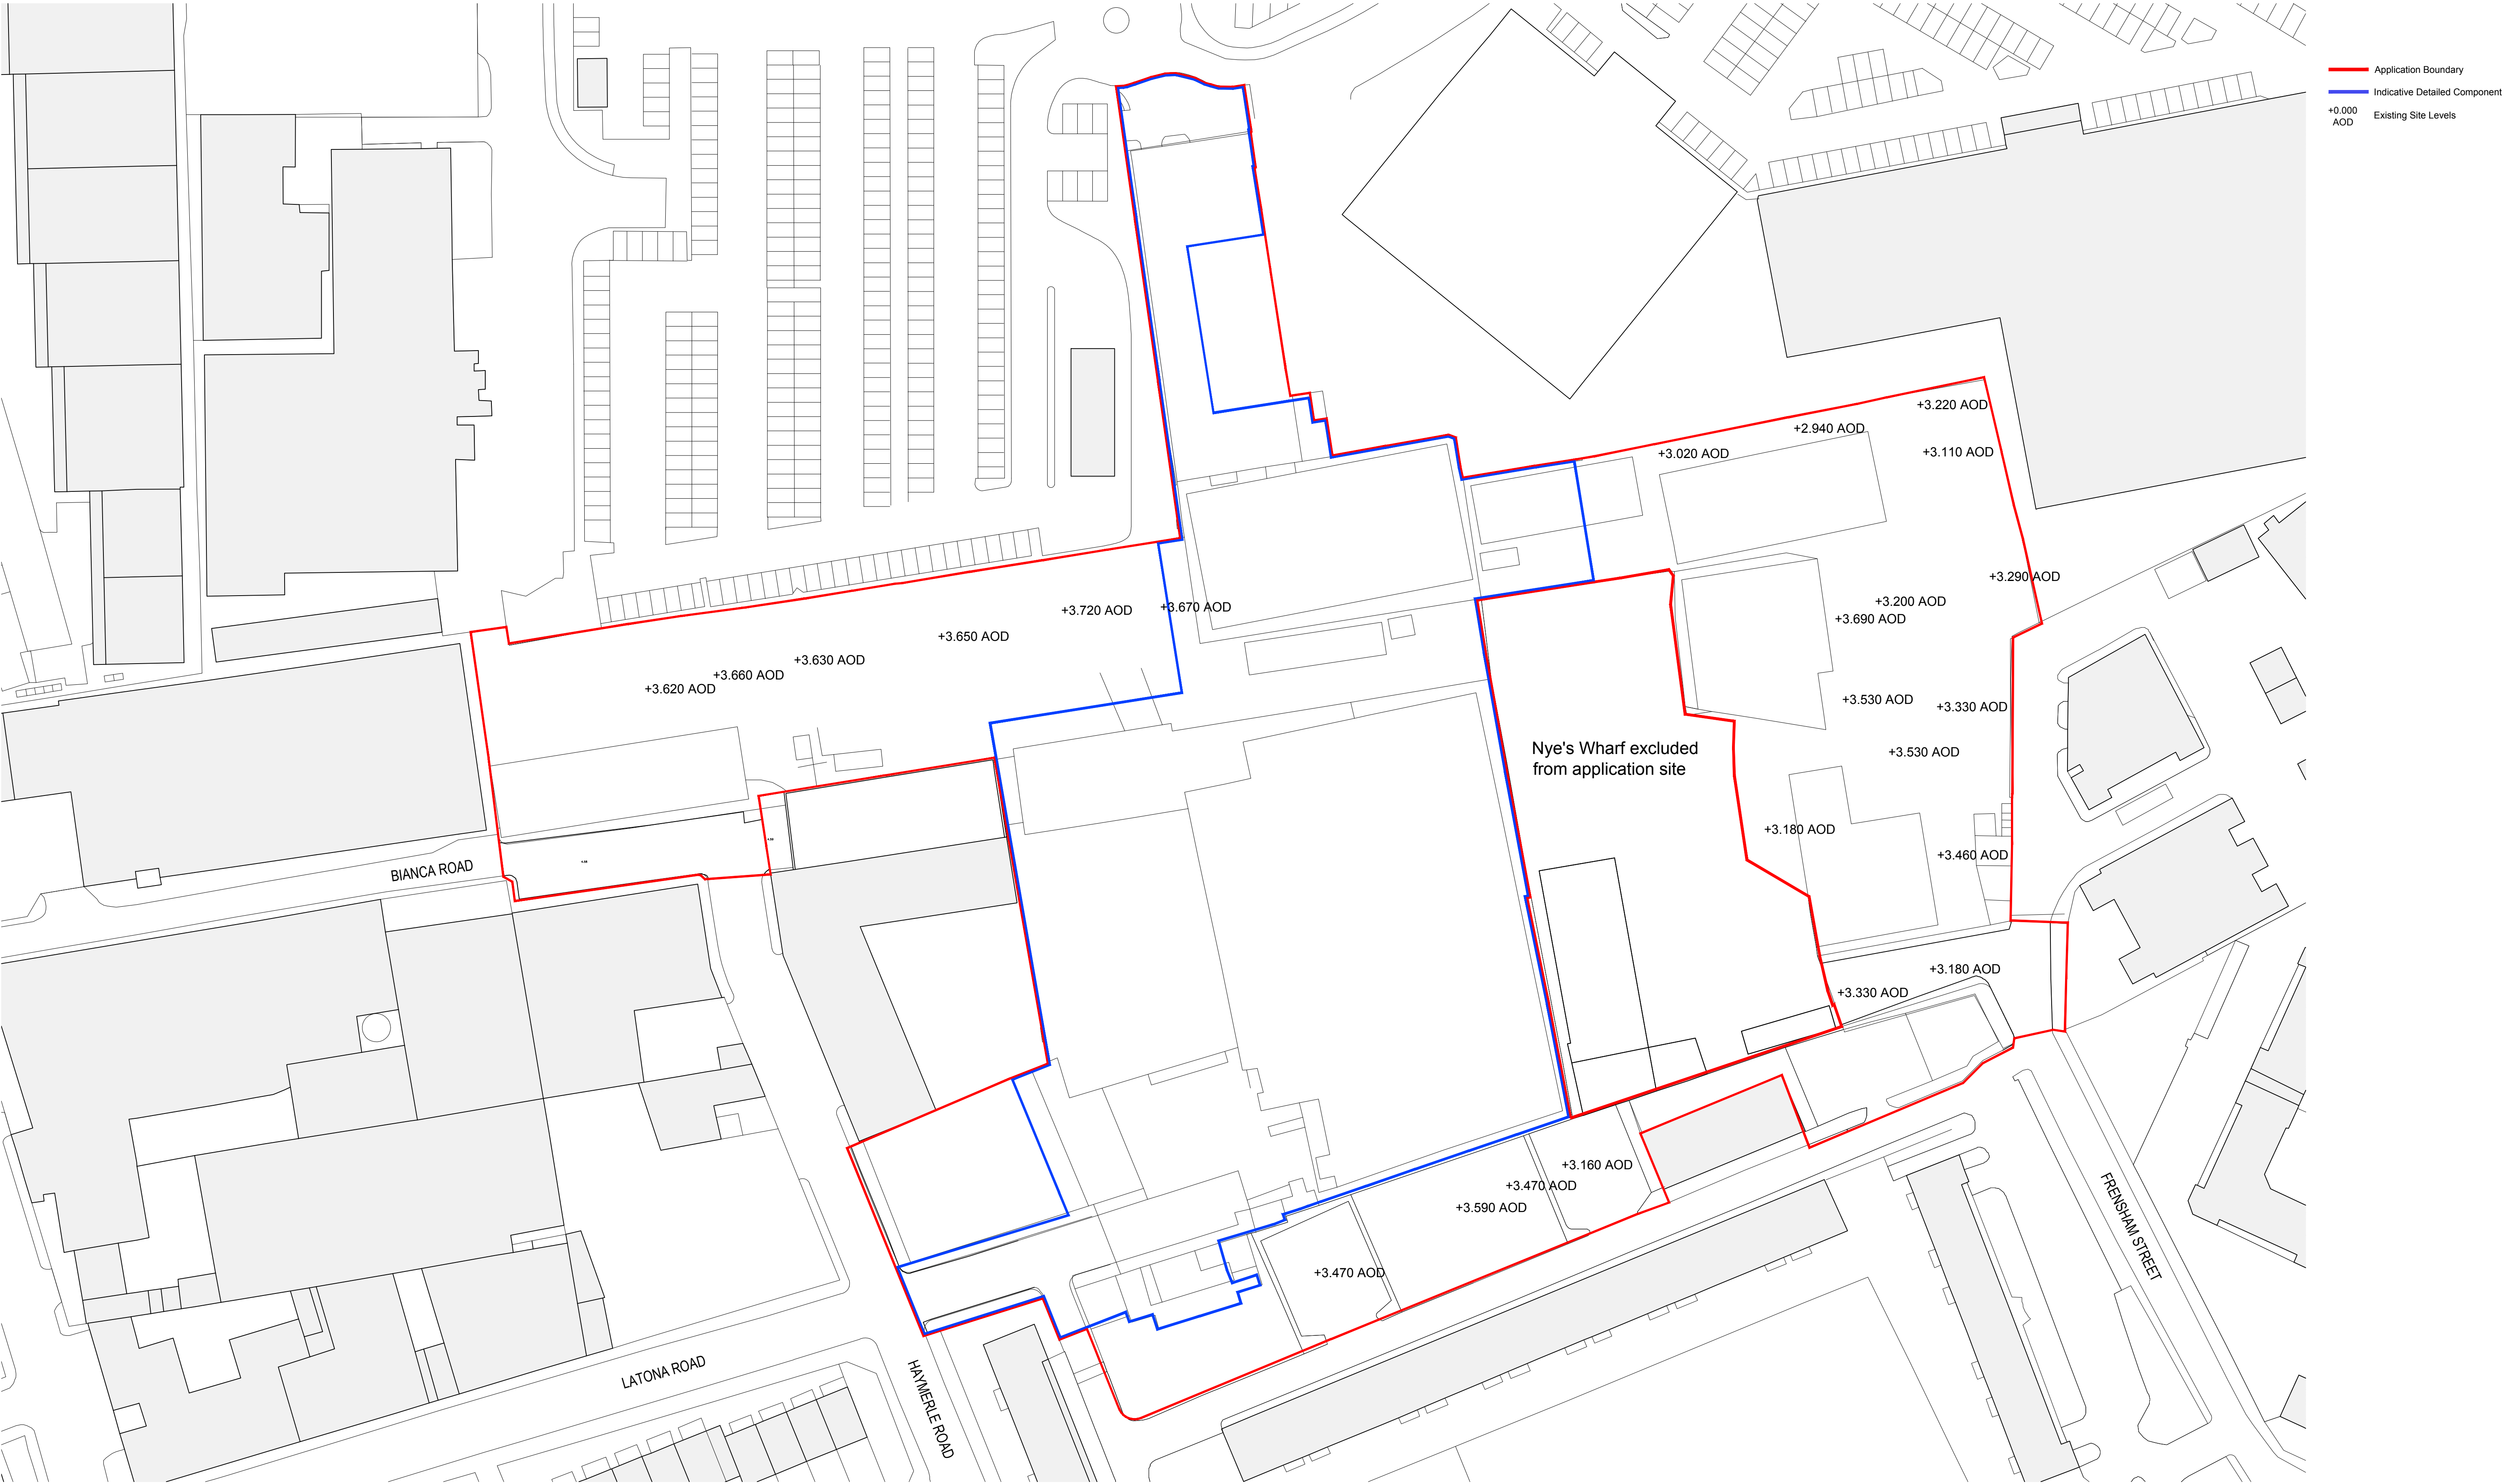 Application Boundary
Indicative Detailed Component
+0.000
AOD
Existing Site Levels
+3.220 AOD
+2.940 AOD
+3.020 AOD
+3.110 AOD
+3.290 AOD
+3.200 AOD
+3.690 AOD
+3.720 AOD
+3.670 AOD
+3.650 AOD
+3.630 AOD
+3.660 AOD
+3.620 AOD
+3.530 AOD
+3.330 AOD
+3.530 AOD
Nye's Wharf excluded
from application site
+3.180 AOD
+3.460 AOD
BIANCA ROAD
+3.180 AOD
+3.330 AOD
+3.160 AOD
+3.470 AOD
+3.590 AOD
+3.470 AOD
FRENSHAM STREET
LATONA ROAD
HAYMERLE ROAD